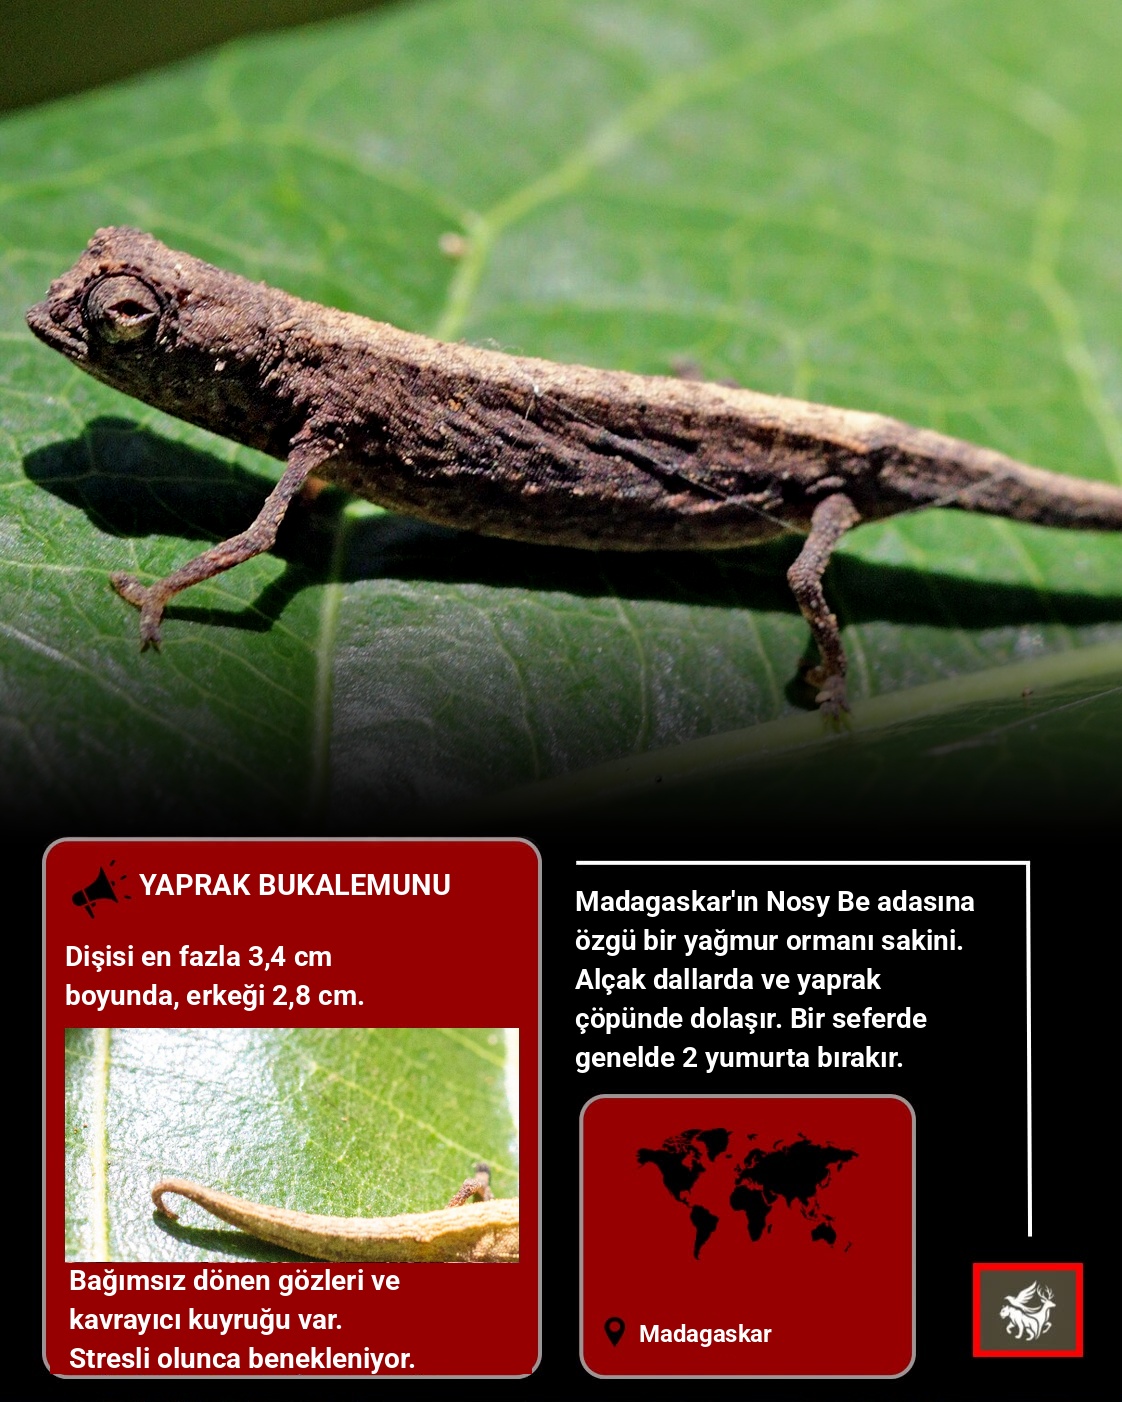 YAPRAK BUKALEMUNU
Dişisi en fazla 3,4 cm
boyunda, erkeği 2,8 cm.
Bağımsız dönen gözleri ve
kavrayıcı kuyruğu var.
Stresli olunca benekleniyor.
Madagaskar'ın Nosy Be adasına
özgü bir yağmur ormanı sakini.
Alçak dallarda ve yaprak
çöpünde dolaşır. Bir seferde
genelde 2 yumurta bırakır.
Madagaskar